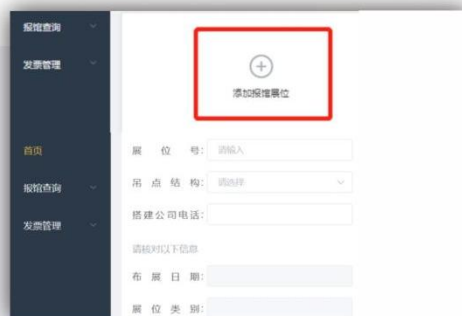 报馆查询
发票管理
添加报馆展位
首页
展位号：请输入
报馆查询
吊点结构：请选择
发票管理
搭建公司电话：
请核对以下信息
布展日期：
展位类别：